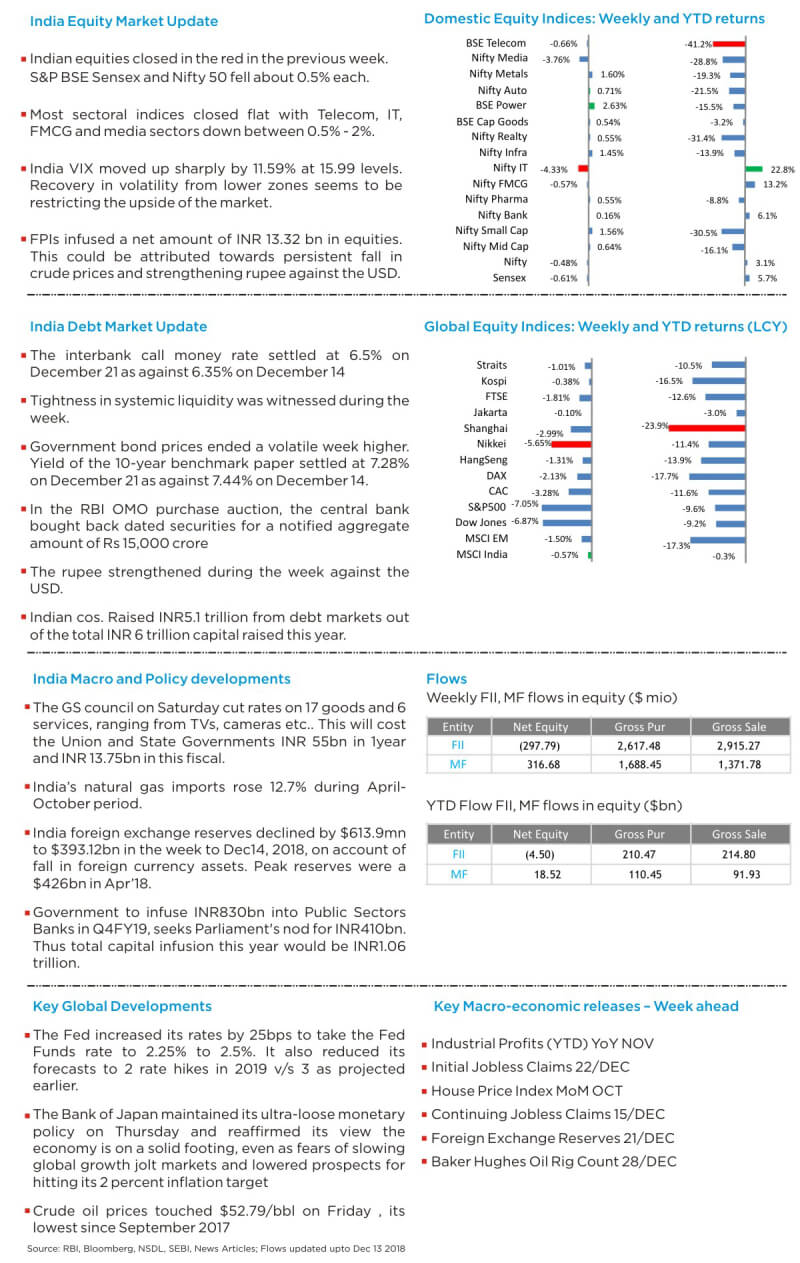 India Equity Market Update
Indian equities closed in the red in the previous week.
S&P BSE Sensex and Nifty 50 fell about 0.5% each.
Most sectoral indices closed flat with Telecom, IT,
FMCG and media sectors down between 0.5% - 2%.
India VIX moved up sharply by 11.59% at 15.99 levels.
Recovery in volatility from lower zones seems to be
restricting the upside of the market.
FPIs infused a net amount of INR 13.32 bn in equities.
This could be attributed towards persistent fall in
crude prices and strengthening rupee against the USD.
Domestic Equity Indices: Weekly and YTD returns
BSE Telecom -0.66% -41.2%
Nifty Media -3.76% -28.8%
Nifty Metals 1.60% -19.3%
Nifty Auto 0.71% -21.5%
BSE Power 2.63% -15.5%
BSE Cap Goods 0.54% -3.2%
Nifty Realty 0.55% -31.4%
Nifty Infra 1.45% -13.9%
Nifty IT -4.33% 22.8%
Nifty FMCG -0.57% 13.2%
Nifty Pharma 0.55% -8.8%
Nifty Bank 0.16% 6.1%
Nifty Small Cap 1.56% -30.5%
Nifty Mid Cap 0.64% -16.1%
Nifty -0.48% 3.1%
Sensex -0.61% 5.7%
India Debt Market Update
The interbank call money rate settled at 6.5% on
December 21 as against 6.35% on December 14
Tightness in systemic liquidity was witnessed during the
week.
Government bond prices ended a volatile week higher.
Yield of the 10-year benchmark paper settled at 7.28%
on December 21 as against 7.44% on December 14.
In the RBI OMO purchase auction, the central bank
bought back dated securities for a notified aggregate
amount of Rs 15,000 crore
The rupee strengthened during the week against the
USD.
Indian cos. Raised INR5.1 trillion from debt markets out
of the total INR 6 trillion capital raised this year.
Global Equity Indices: Weekly and YTD returns (LCY)
Straits -1.01% -10.5%
Kospi -0.38% -16.5%
FTSE -1.81% -12.6%
Jakarta -0.10% -3.0%
Shanghai -2.99% -23.9%
Nikkei -5.65% -11.4%
HangSeng -1.31% -13.9%
DAX -2.13% -17.7%
CAC -3.28% -11.6%
S&P500 -7.05% -9.6%
Dow Jones -6.87% -9.2%
MSCI EM -1.50% -17.3%
MSCI India -0.57% -0.3%
India Macro and Policy developments
The GS council on Saturday cut rates on 17 goods and 6
services, ranging from TVs, cameras etc.. This will cost
the Union and State Governments INR 55bn in 1year
and INR 13.75bn in this fiscal.
India's natural gas imports rose 12.7% during April-
October period.
India foreign exchange reserves declined by $613.9mn
to $393.12bn in the week to Dec14, 2018, on account of
fall in foreign currency assets. Peak reserves were a
$426bn in Apr'18.
Government to infuse INR830bn into Public Sectors
Banks in Q4FY19, seeks Parliament's nod for INR410bn.
Thus total capital infusion this year would be INR1.06
trillion.
Flows
Weekly FII, MF flows in equity ($ mio)
Entity Net Equity Gross Pur Gross Sale
FII (297.79) 2,617.48 2,915.27
MF 316.68 1,688.45 1,371.78
YTD Flow FII, MF flows in equity ($bn)
Entity Net Equity Gross Pur Gross Sale
FII (4.50) 210.47 214.80
MF 18.52 110.45 91.93
Key Global Developments
The Fed increased its rates by 25bps to take the Fed
Funds rate to 2.25% to 2.5%. It also reduced its
forecasts to 2 rate hikes in 2019 v/s 3 as projected
earlier.
The Bank of Japan maintained its ultra-loose monetary
policy on Thursday and reaffirmed its view the
economy is on a solid footing, even as fears of slowing
global growth jolt markets and lowered prospects for
hitting its 2 percent inflation target
Crude oil prices touched $52.79/bbl on Friday , its
lowest since September 2017
Key Macro-economic releases – Week ahead
Industrial Profits (YTD) YoY NOV
Initial Jobless Claims 22/DEC
House Price Index MoM OCT
Continuing Jobless Claims 15/DEC
Foreign Exchange Reserves 21/DEC
Baker Hughes Oil Rig Count 28/DEC
Source: RBI, Bloomberg, NSDL, SEBI, News Articles; Flows updated upto Dec 13 2018